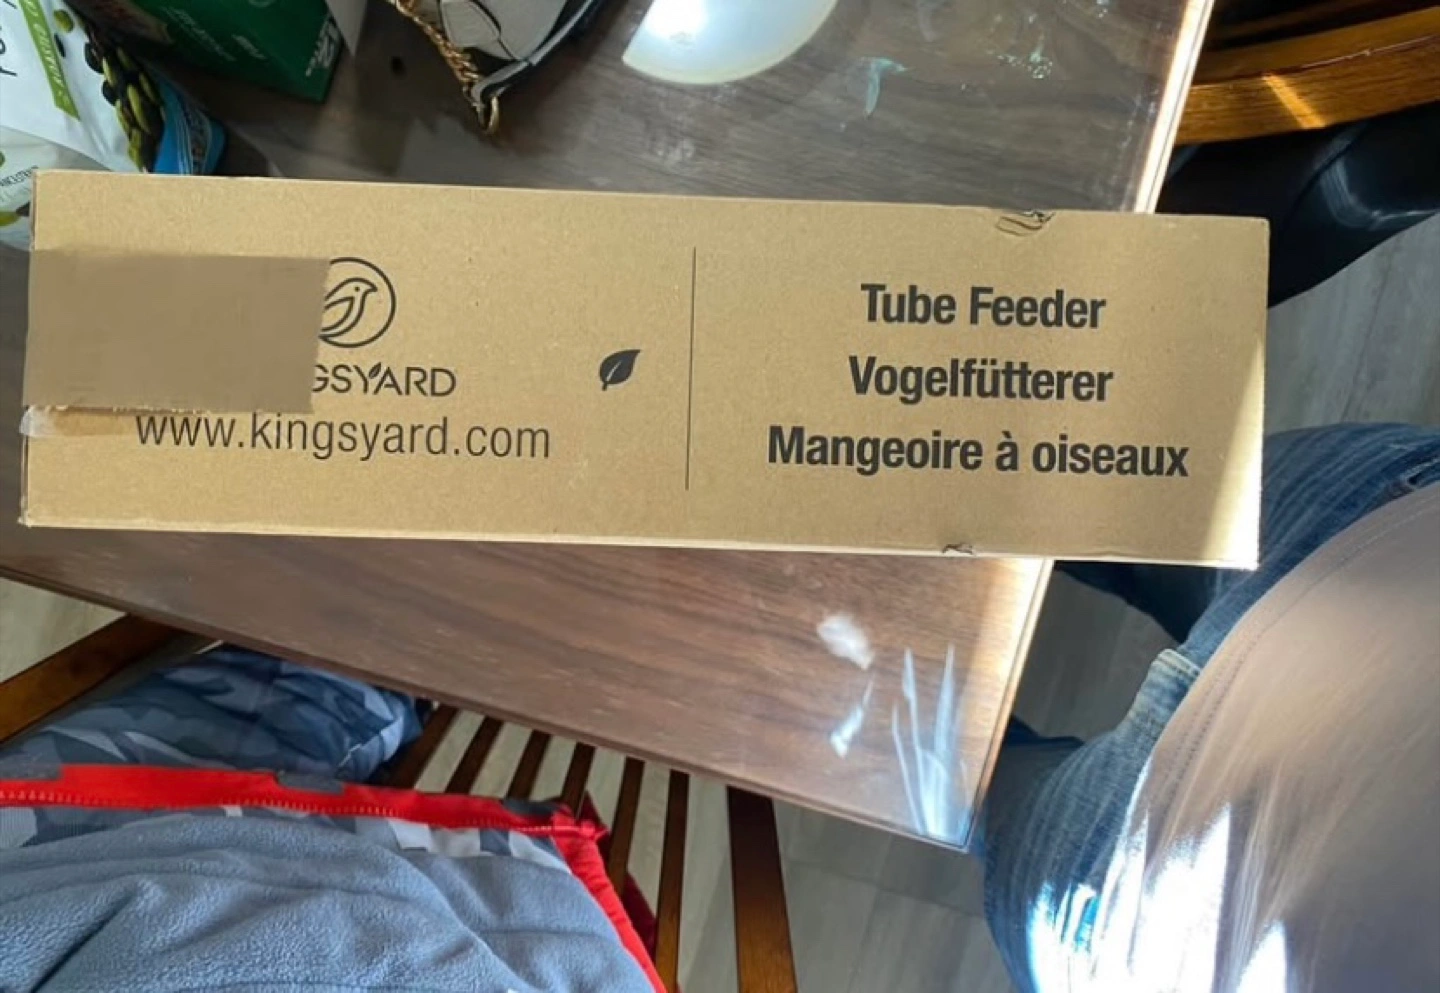 GSYARD
www.kingsyard.com
Tube Feeder
Vogelfütterer
Mangeoire à oiseaux